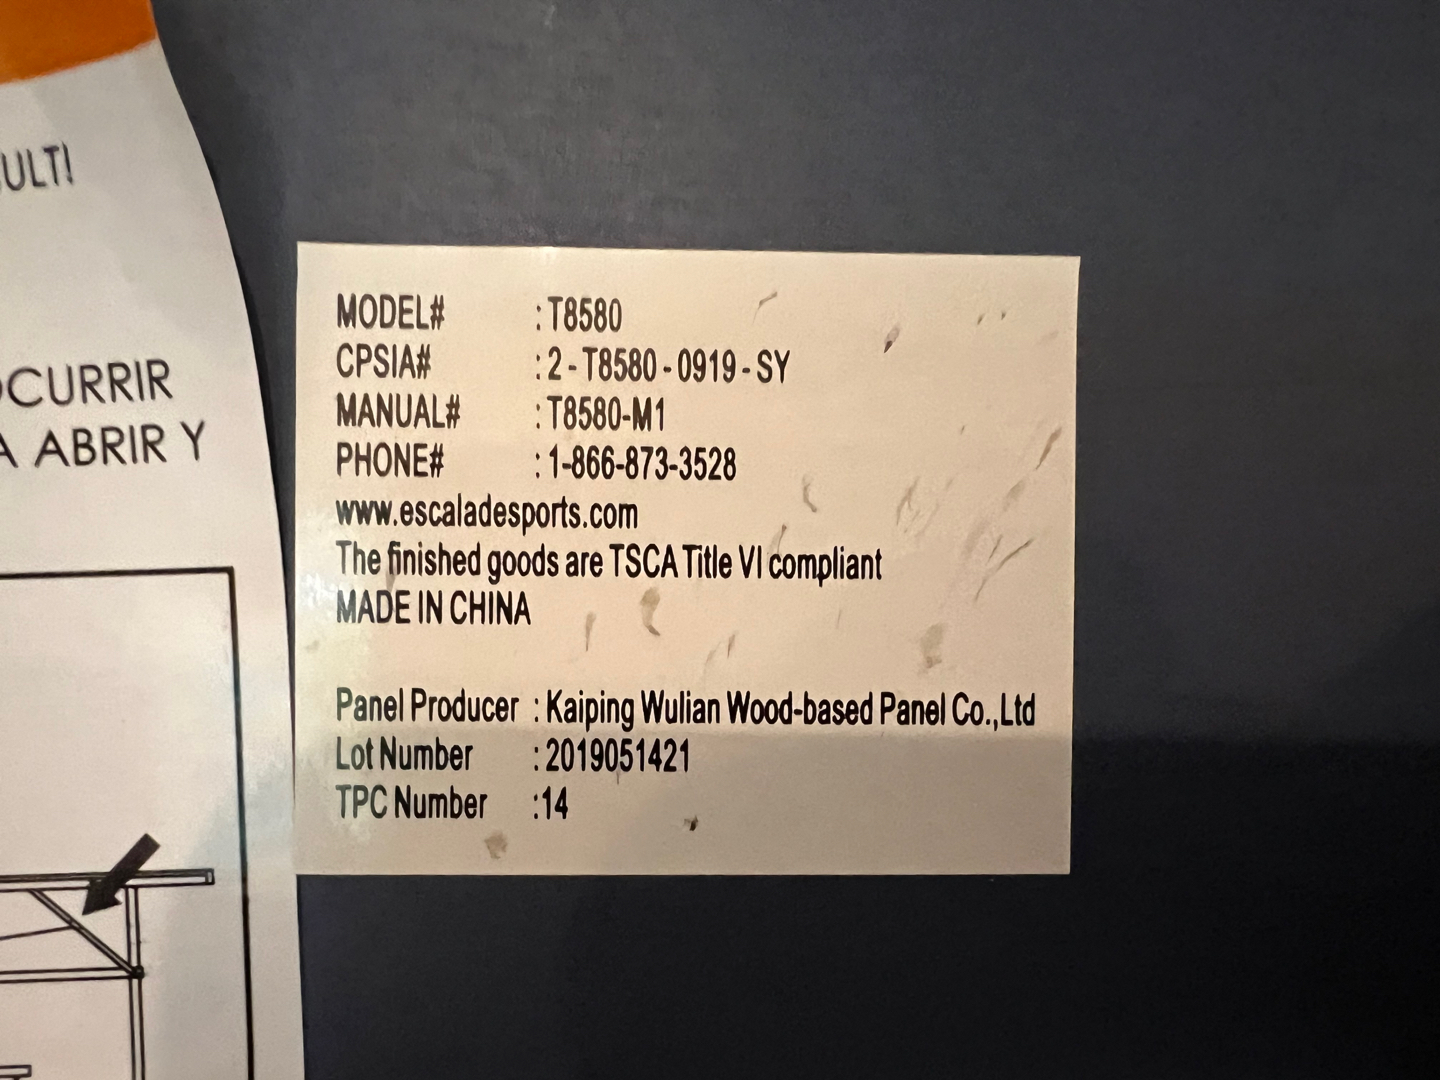 ULT!
OCURRIR
A ABRIR Y
MODEL# : T8580
CPSIA# : 2 - T8580 - 0919 - SY
MANUAL# : T8580-M1
PHONE# : 1-866-873-3528
www.escaladesports.com
The finished goods are TSCA Title VI compliant
MADE IN CHINA
Panel Producer : Kaiping Wulian Wood-based Panel Co.,Ltd
Lot Number : 2019051421
TPC Number :14